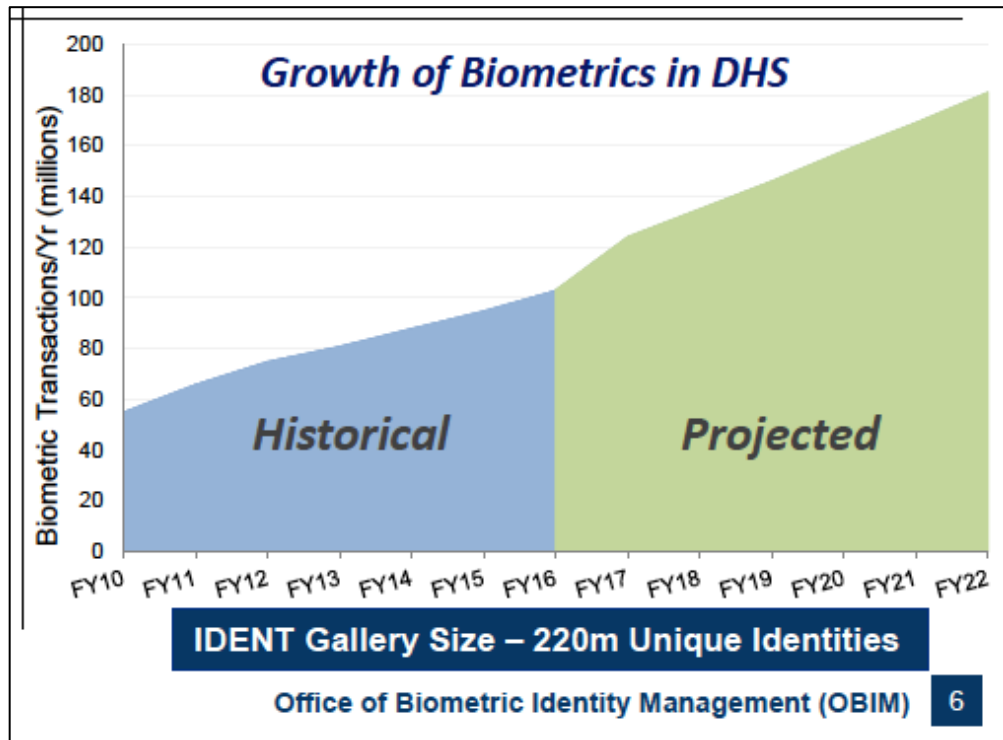 Growth of Biometrics in DHS
Biometric Transactions/Yr (millions)
200
180
160
140
120
100
80
60
40
20
0
Historical
Projected
FY10 FY11 FY12 FY13 FY14 FY15 FY16 FY17 FY18 FY19 FY20 FY21 FY22
IDENT Gallery Size – 220m Unique Identities
Office of Biometric Identity Management (OBIM)
6